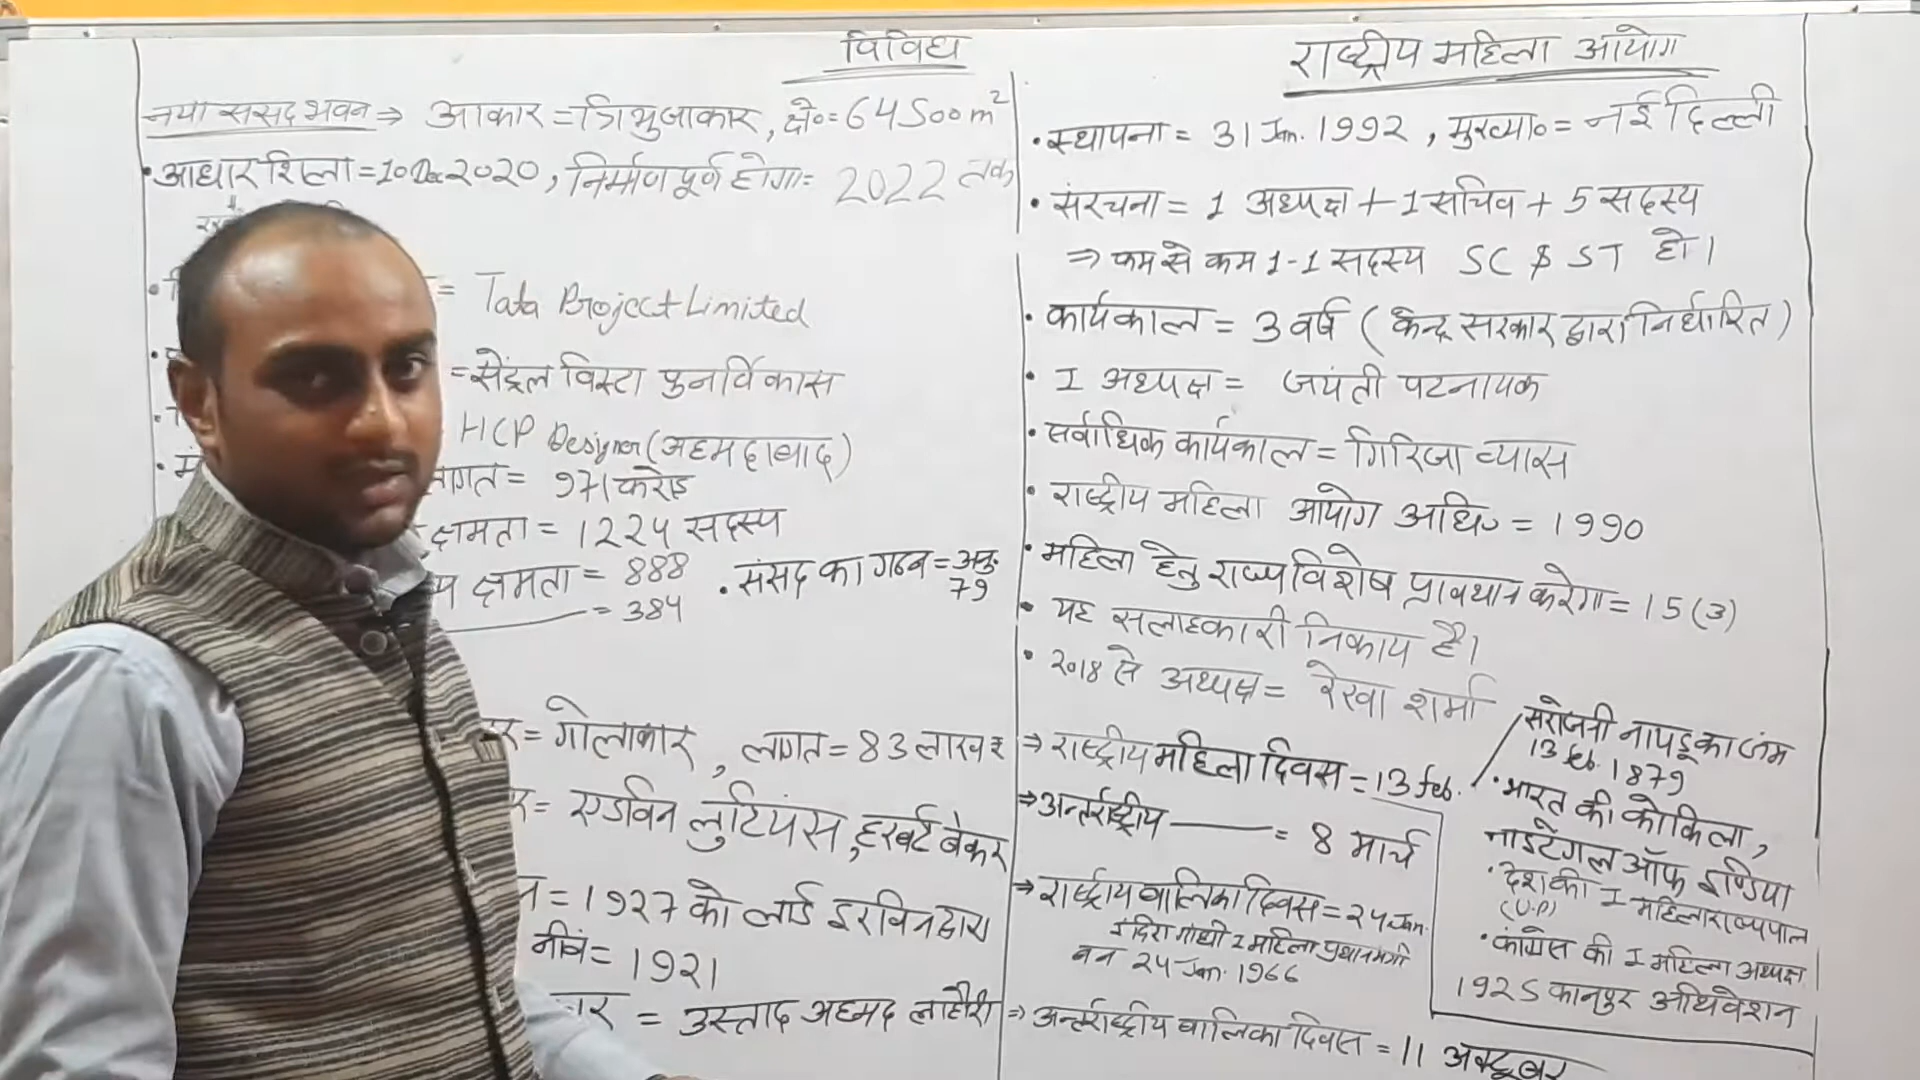 विविध
नया संसद भवन ⇒ आकार = त्रिभुजाकार, क्षे० = 64500 m²
• आधारशिला = 10 Dec 2020, निर्माण पूर्ण होगा = 2022 तक
= Tata Project Limited
= सेंट्रल विस्टा पुनर्विकास
HCP Designer (अहमदाबाद)
लागत = 971 करोड़
क्षमता = 1224 सदस्य
क्षमता = 888
= 384
• संसद का गठन = अनु० 79
= गोलाकार, लागत = 83 लाख ₹
= एडविन लुटियंस, हरबर्ट बेकर
= 1927 को लार्ड इरविन द्वारा
नींव = 1921
= उस्ताद अहमद लाहौरी
राष्ट्रीय महिला आयोग
• स्थापना = 31 Jan. 1992, मुख्या० = नई दिल्ली
• संरचना = 1 अध्यक्ष + 1 सचिव + 5 सदस्य
⇒ कम से कम 1-1 सदस्य SC & ST हो।
• कार्यकाल = 3 वर्ष (केन्द्र सरकार द्वारा निर्धारित)
• I अध्यक्ष = जयंती पटनायक
• सर्वाधिक कार्यकाल = गिरिजा व्यास
• राष्ट्रीय महिला आयोग अधि० = 1990
• महिला हेतु राज्य विशेष प्रावधान करेगा = 15(3)
• यह सलाहकारी निकाय है।
• 2018 से अध्यक्ष = रेखा शर्मा
⇒ राष्ट्रीय महिला दिवस = 13 feb.
⇒ अन्तर्राष्ट्रीय —— = 8 मार्च
⇒ राष्ट्रीय बालिका दिवस = 24 Jan.
इंदिरा गांधी I महिला प्रधानमंत्री
बनी 24 Jan. 1966
⇒ अन्तर्राष्ट्रीय बालिका दिवस = 11 अक्टूबर
सरोजनी नायडू का जन्म
13 feb. 1879
• भारत की कोकिला,
नाइटेंगल ऑफ इण्डिया
• देश की I महिला राज्यपाल
(U.P)
• कांग्रेस की I महिला अध्यक्ष
1925 कानपुर अधिवेशन